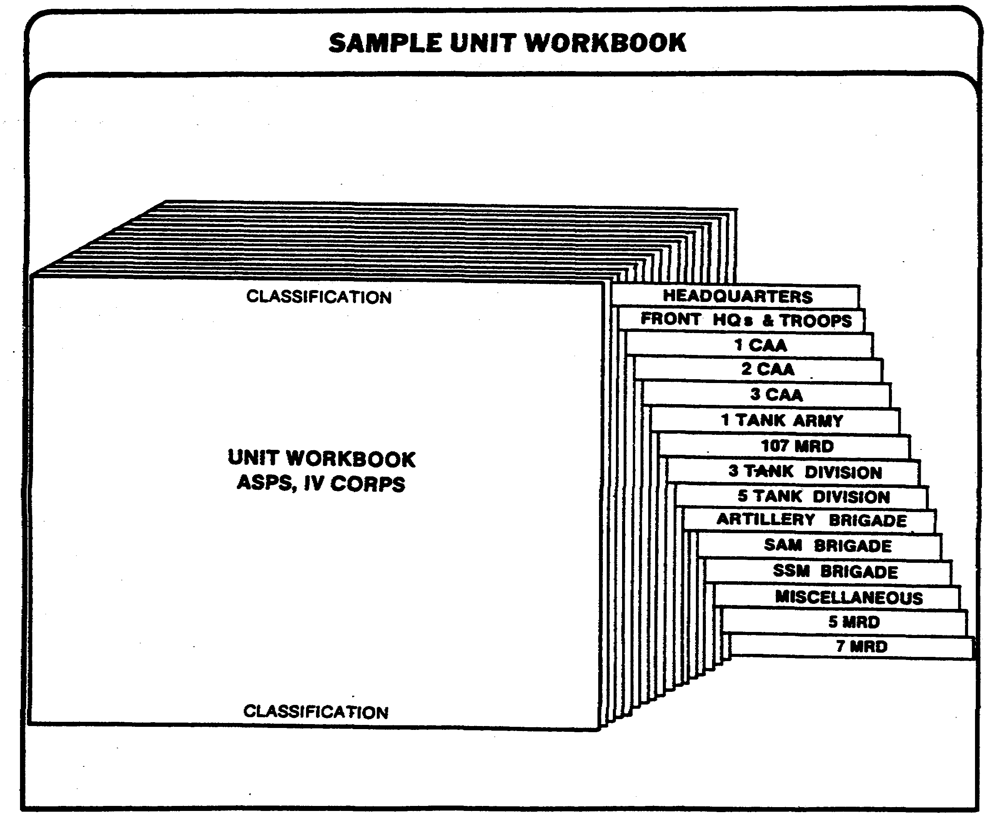 SAMPLE UNIT WORKBOOK
CLASSIFICATION
UNIT WORKBOOK
ASPS, IV CORPS
CLASSIFICATION
HEADQUARTERS
FRONT HQs & TROOPS
1 CAA
2 CAA
3 CAA
1 TANK ARMY
107 MRD
3 TANK DIVISION
5 TANK DIVISION
ARTILLERY BRIGADE
SAM BRIGADE
SSM BRIGADE
MISCELLANEOUS
5 MRD
7 MRD